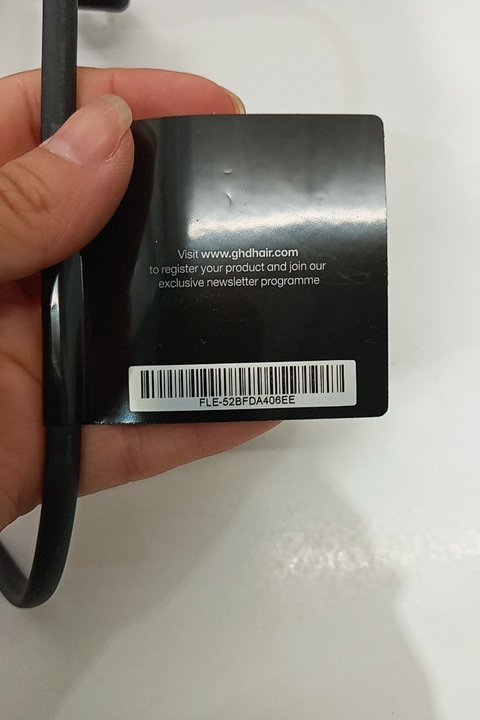 Visit www.ghdhair.com
to register your product and join our
exclusive newsletter programme
FLE-52BFDA406EE